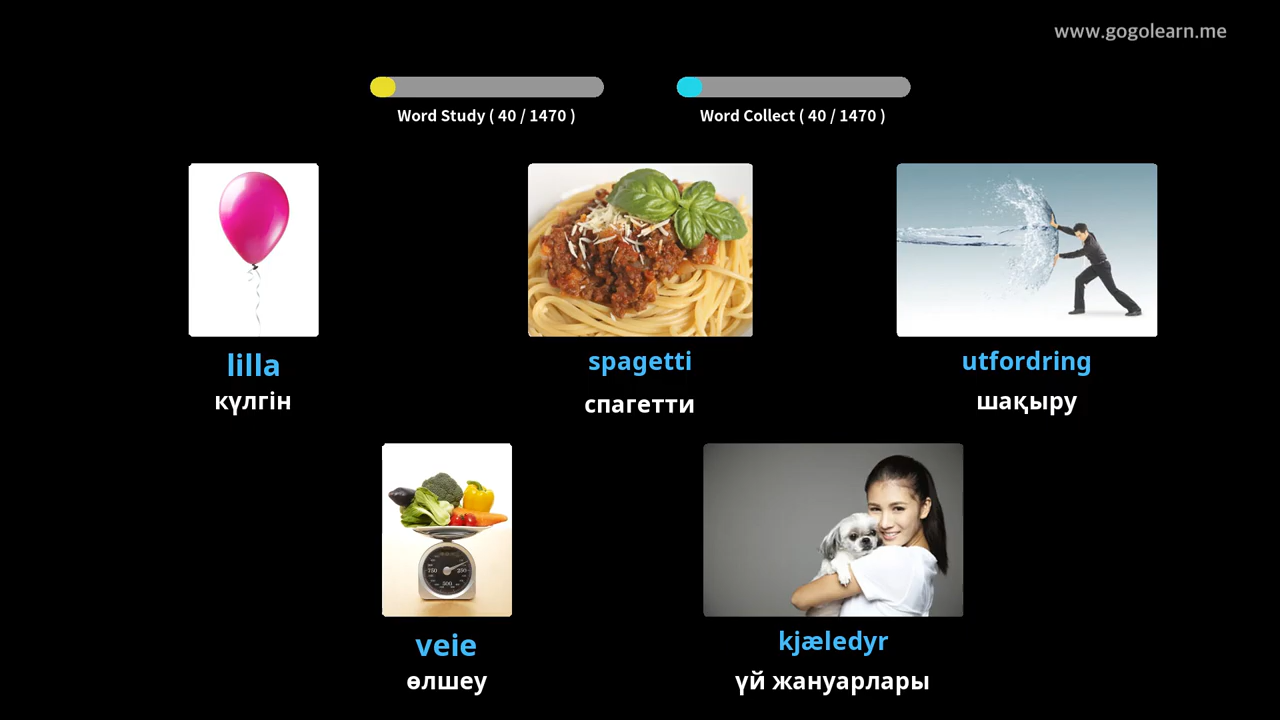 www.gogolearn.me
Word Study ( 40 / 1470 )
Word Collect ( 40 / 1470 )
lilla
күлгін
spagetti
спагетти
utfordring
шақыру
veie
өлшеу
kjæledyr
үй жануарлары